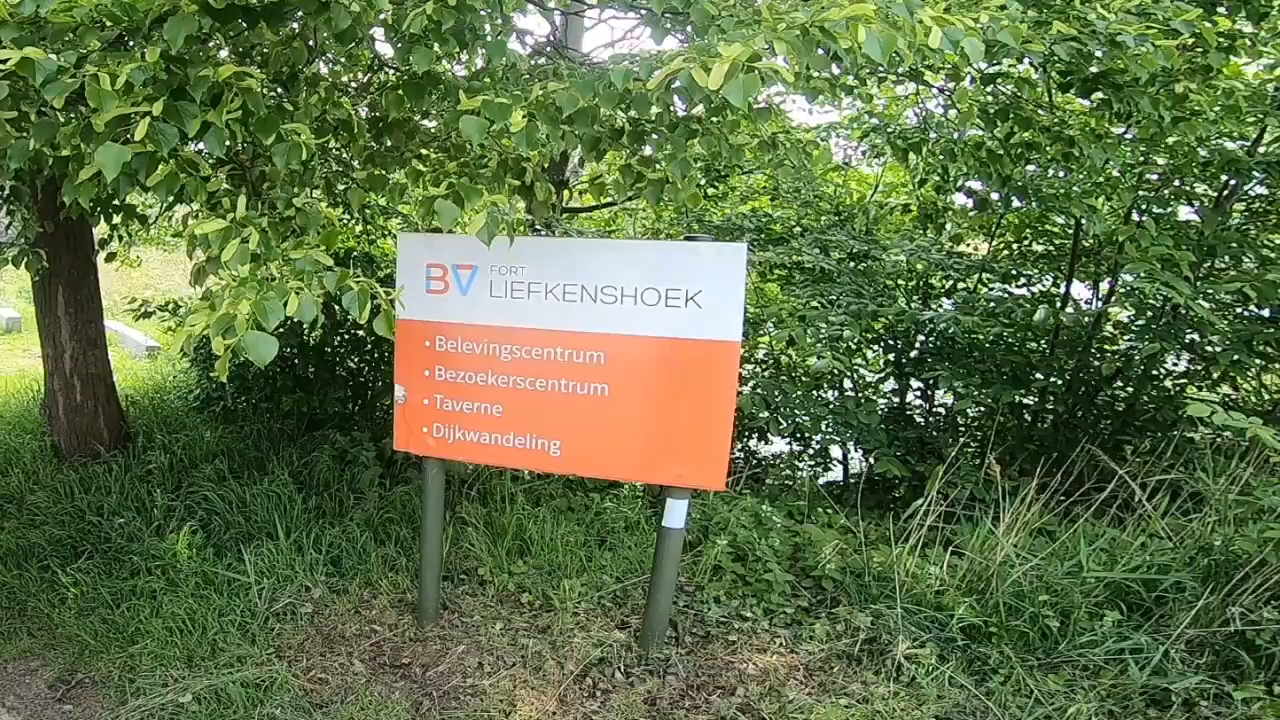 BV FORT
LIEFKENSHOEK
• Belevingscentrum
• Bezoekerscentrum
• Taverne
• Dijkwandeling